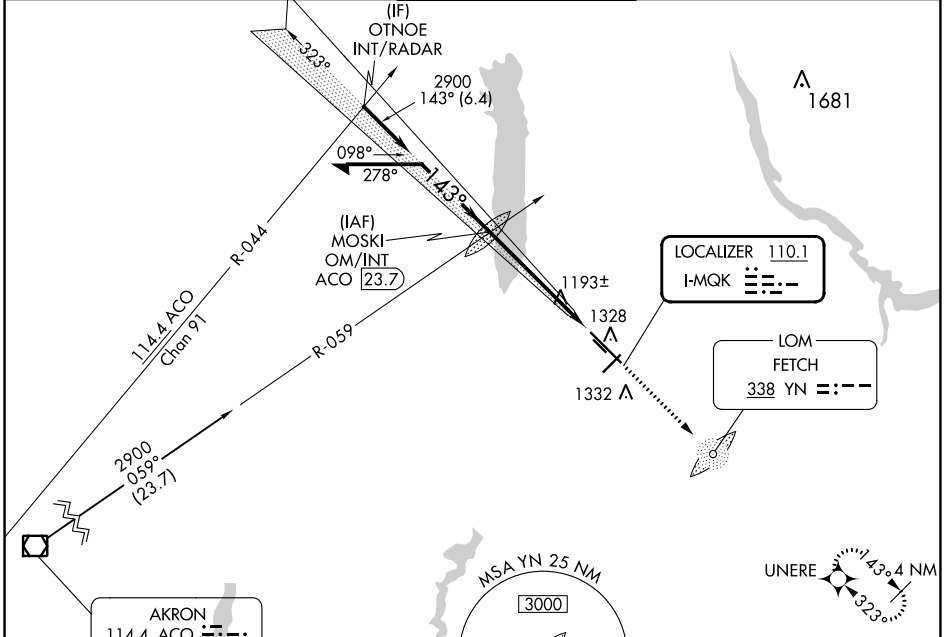 (IF)
OTNOE
INT/RADAR
323°
2900
143° (6.4)
1681
098°
278°
143°
(IAF)
MOSKI
OM/INT
ACO 23.7
R-044
LOCALIZER 110.1
I-MQK
1193±
1328
1332
114.4 ACO
Chan 91
R-059
LOM
FETCH
338 YN
2900
059°
(23.7)
MSA YN 25 NM
3000
UNERE
143° 4 NM
323°
AKRON
114.4 ACO